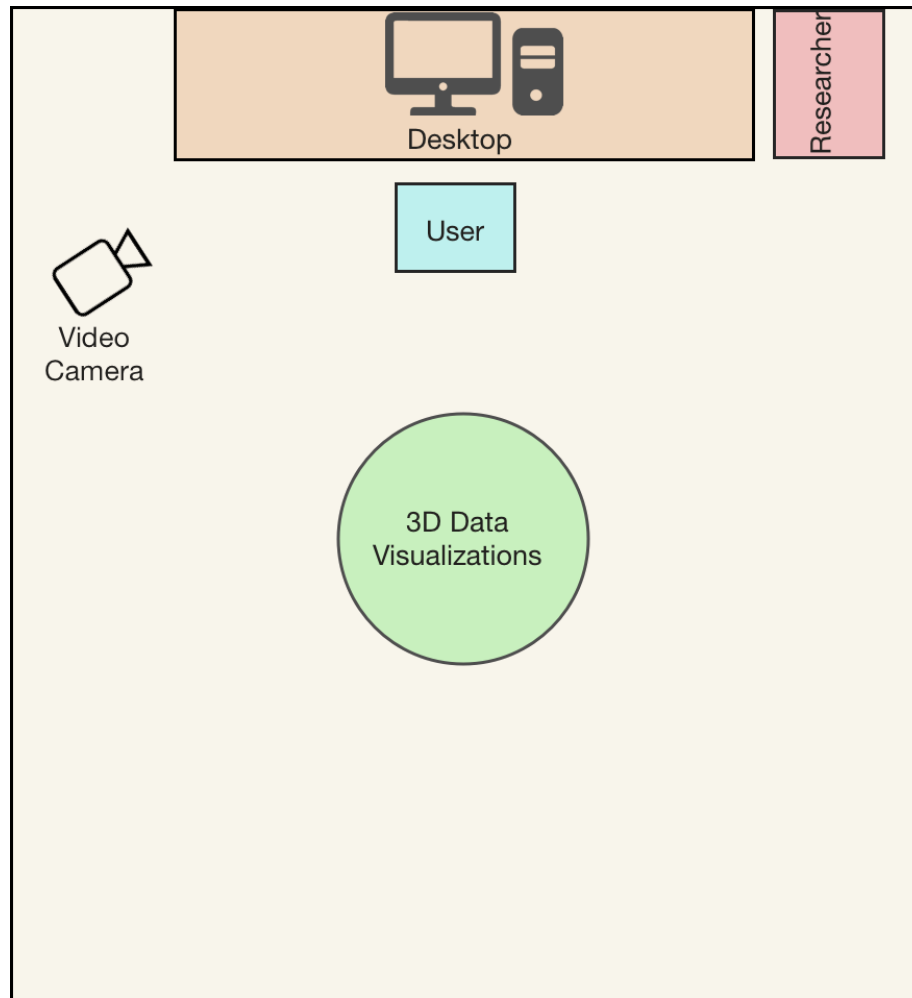 Desktop
Researcher
User
Video
Camera
3D Data
Visualizations